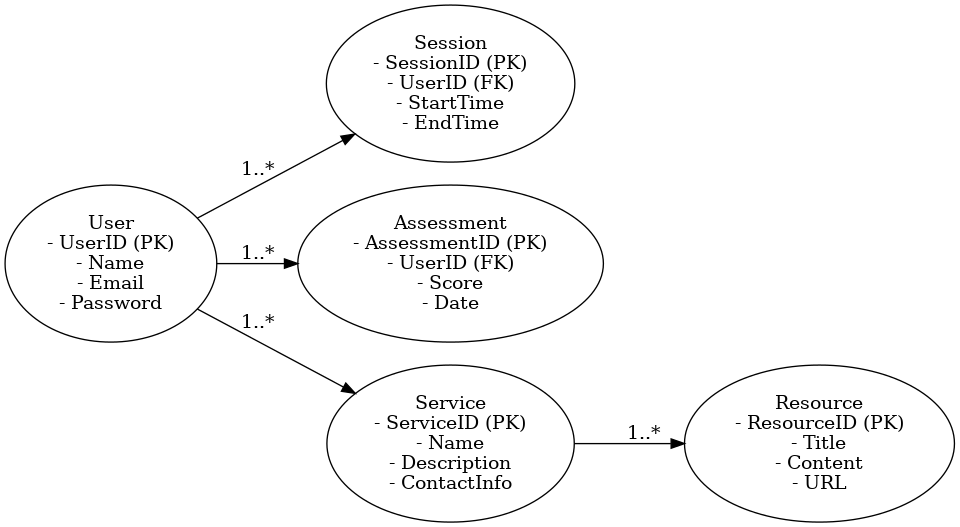 Session
- SessionID (PK)
- UserID (FK)
- StartTime
- EndTime
1..*
User
- UserID (PK)
- Name
- Email
- Password
1..*
Assessment
- AssessmentID (PK)
- UserID (FK)
- Score
- Date
1..*
Service
- ServiceID (PK)
- Name
- Description
- ContactInfo
1..*
Resource
- ResourceID (PK)
- Title
- Content
- URL